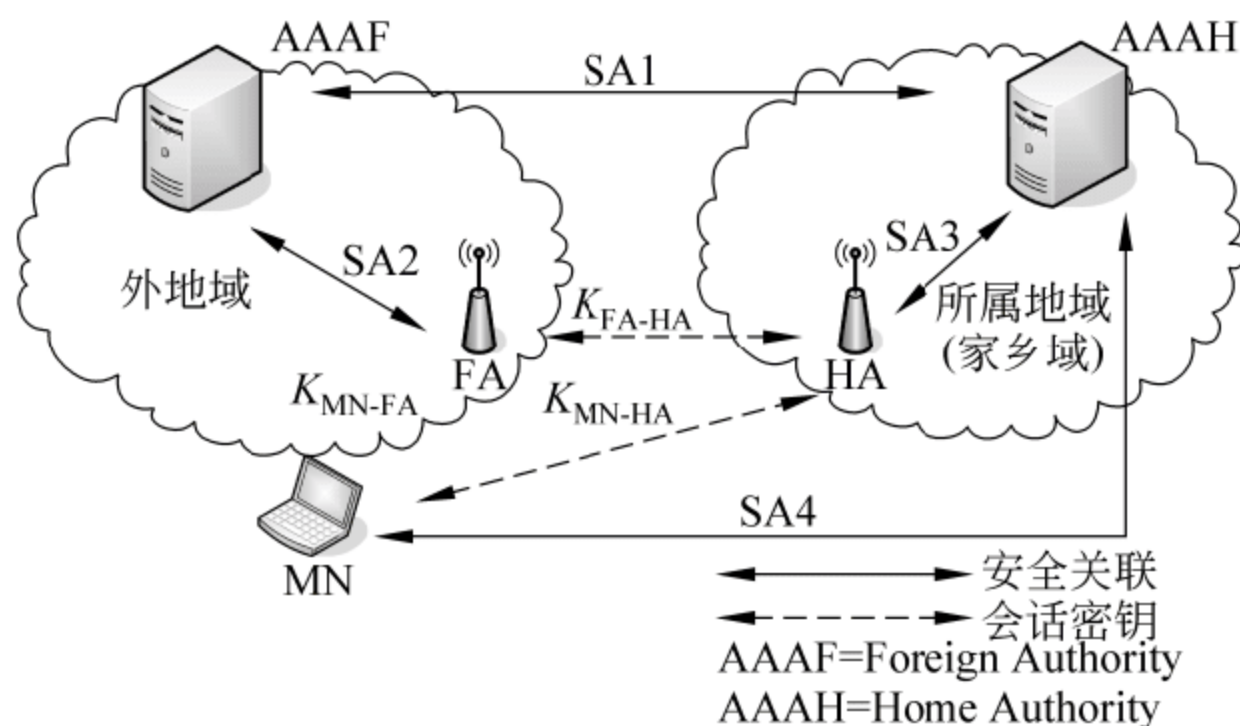 AAAF
AAAH
SA1
SA2
SA3
外地域
所属地域
(家乡域)
K_FA-HA
FA
HA
K_MN-FA
K_MN-HA
SA4
MN
安全关联
会话密钥
AAAF=Foreign Authority
AAAH=Home Authority